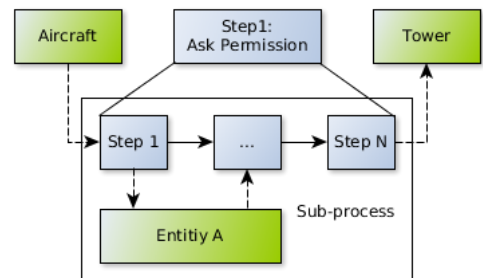 Aircraft
Step1:
Ask Permission
Tower
Step 1
...
Step N
Sub-process
Entitiy A